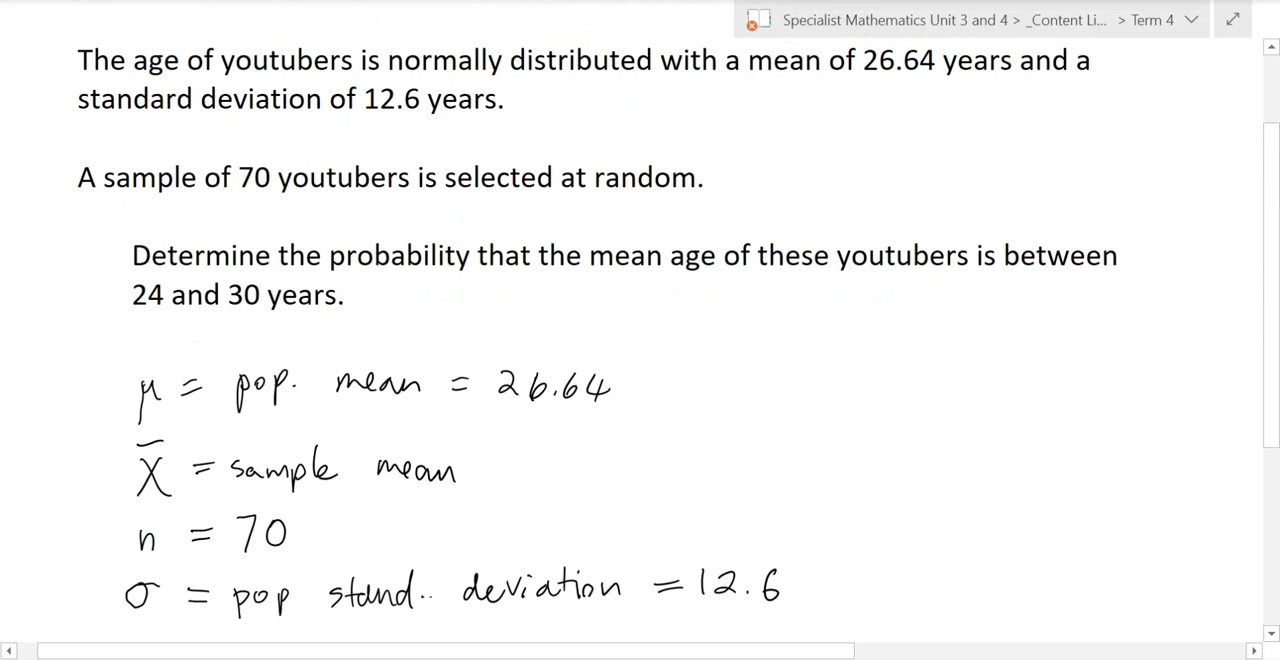 Specialist Mathematics Unit 3 and 4 > _Content Li... > Term 4
The age of youtubers is normally distributed with a mean of 26.64 years and a
standard deviation of 12.6 years.
A sample of 70 youtubers is selected at random.
Determine the probability that the mean age of these youtubers is between
24 and 30 years.
μ = pop. mean = 26.64
X̄ = sample mean
n = 70
σ = pop stand.. deviation = 12.6